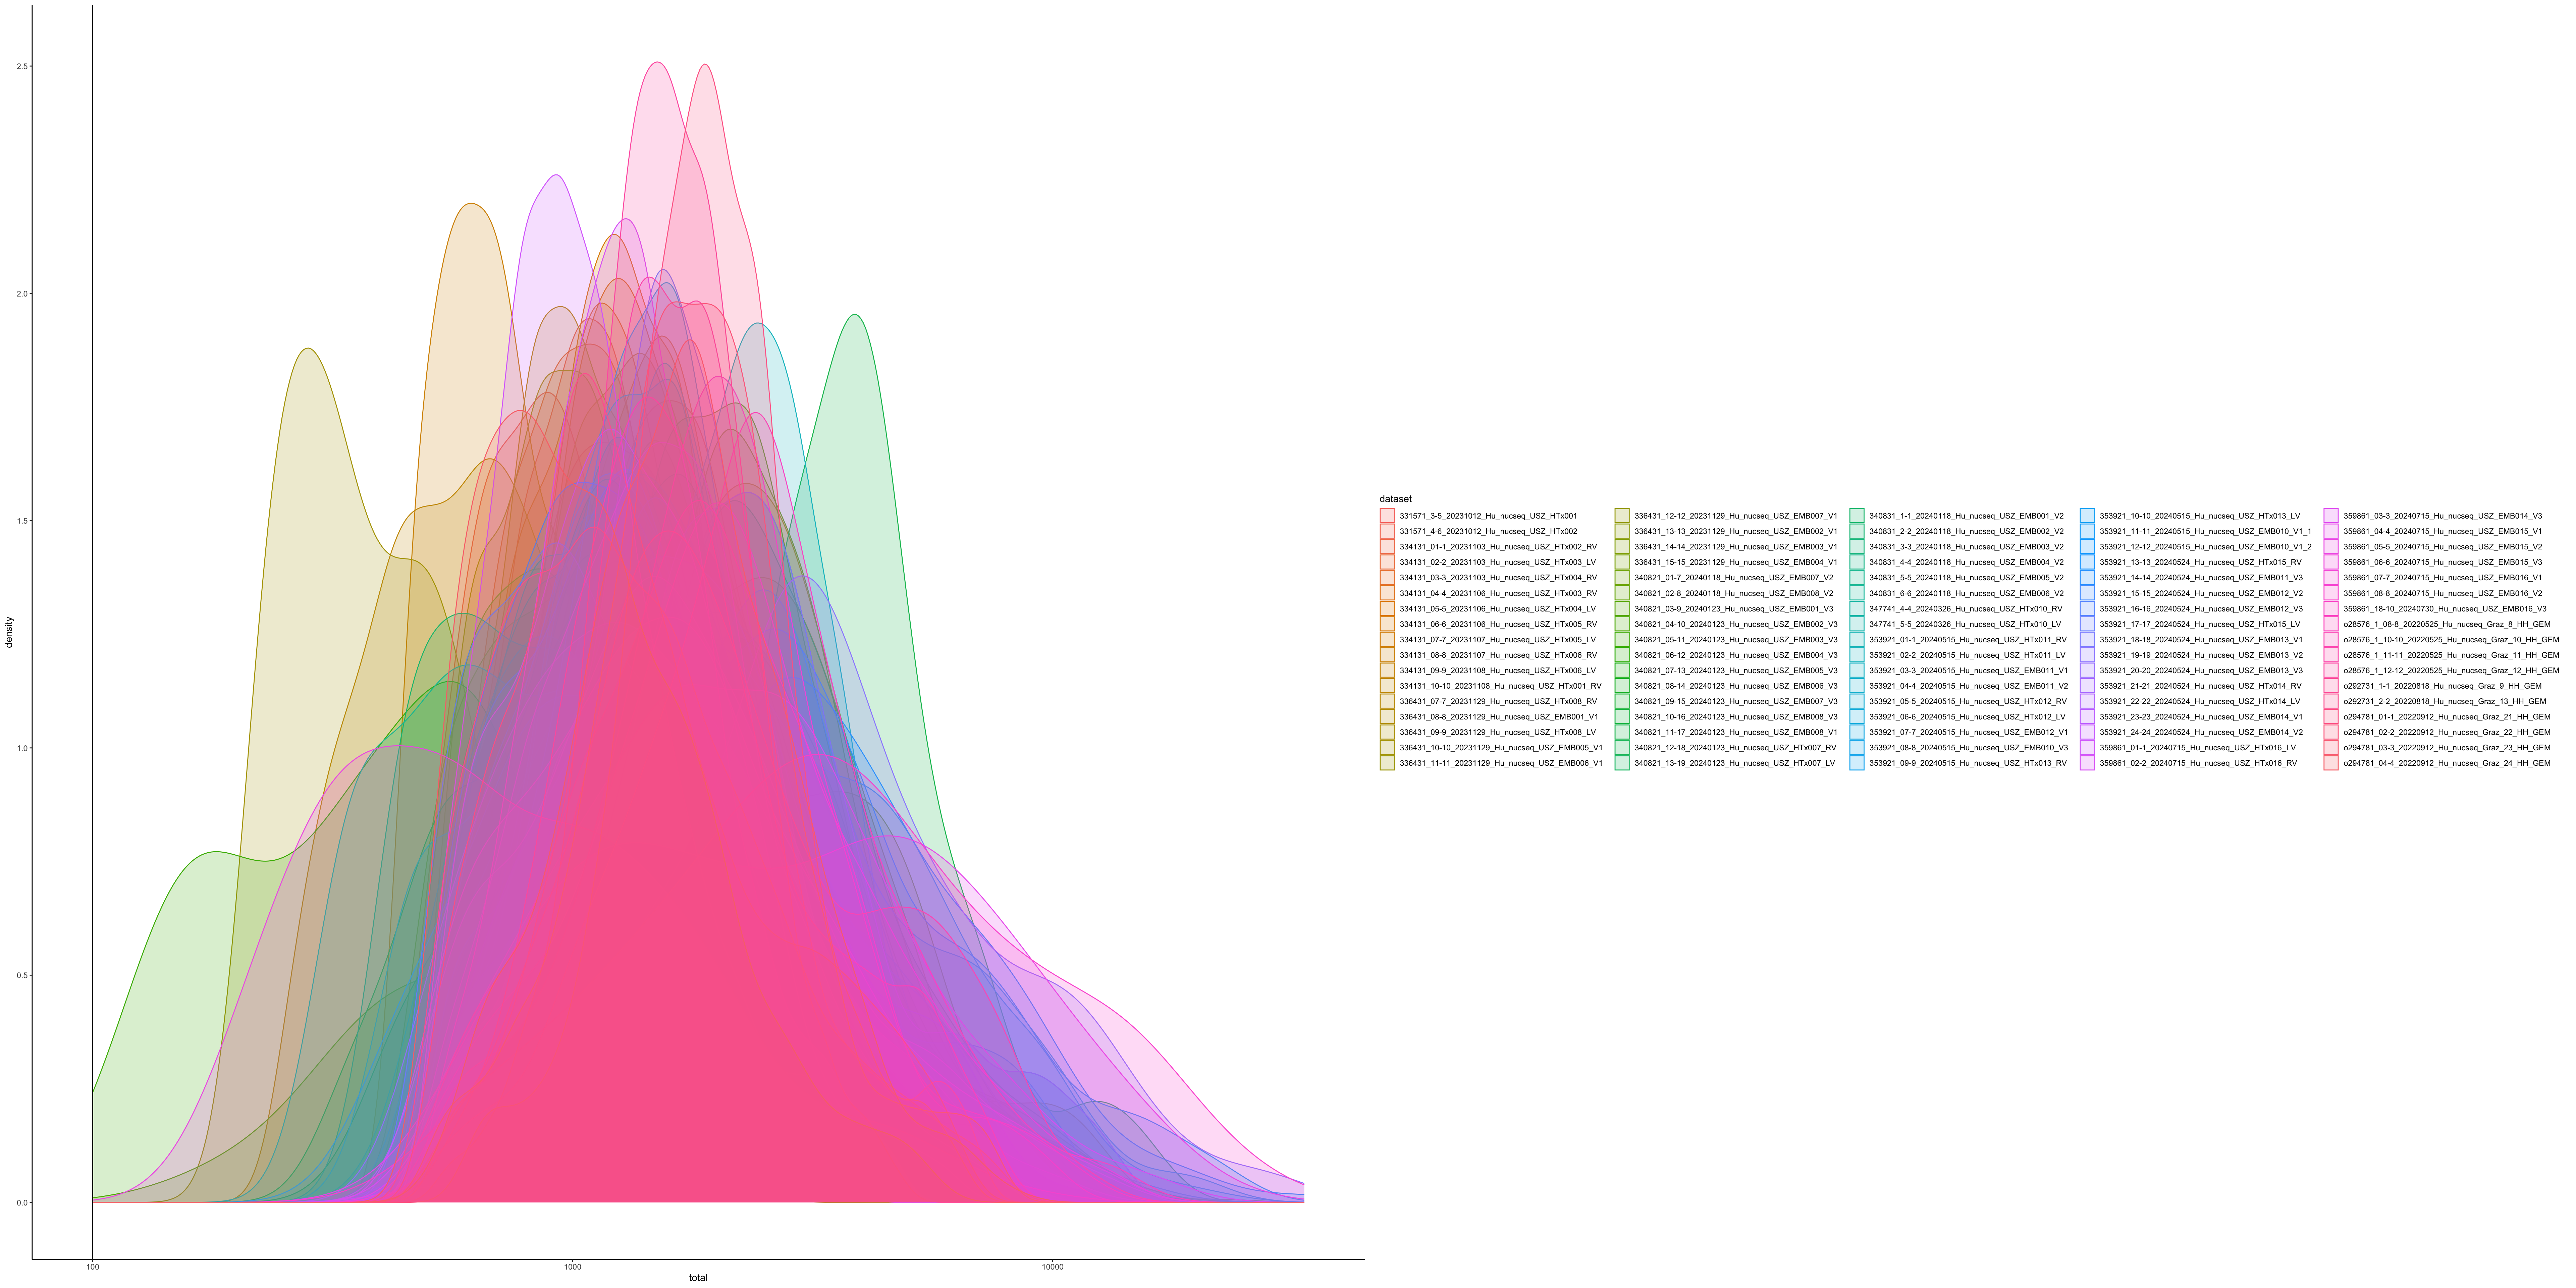 2.5
2.0
1.5
1.0
0.5
0.0
density
100
1000
10000
total
dataset
331571_3-5_20231012_Hu_nucseq_USZ_HTx001
331571_4-6_20231012_Hu_nucseq_USZ_HTx002
334131_01-1_20231103_Hu_nucseq_USZ_HTx002_RV
334131_02-2_20231103_Hu_nucseq_USZ_HTx003_LV
334131_03-3_20231103_Hu_nucseq_USZ_HTx004_RV
334131_04-4_20231106_Hu_nucseq_USZ_HTx003_RV
334131_05-5_20231106_Hu_nucseq_USZ_HTx004_LV
334131_06-6_20231106_Hu_nucseq_USZ_HTx005_RV
334131_07-7_20231107_Hu_nucseq_USZ_HTx005_LV
334131_08-8_20231107_Hu_nucseq_USZ_HTx006_RV
334131_09-9_20231108_Hu_nucseq_USZ_HTx006_LV
334131_10-10_20231108_Hu_nucseq_USZ_HTx001_RV
336431_07-7_20231129_Hu_nucseq_USZ_HTx008_RV
336431_08-8_20231129_Hu_nucseq_USZ_EMB001_V1
336431_09-9_20231129_Hu_nucseq_USZ_HTx008_LV
336431_10-10_20231129_Hu_nucseq_USZ_EMB005_V1
336431_11-11_20231129_Hu_nucseq_USZ_EMB006_V1
336431_12-12_20231129_Hu_nucseq_USZ_EMB007_V1
336431_13-13_20231129_Hu_nucseq_USZ_EMB002_V1
336431_14-14_20231129_Hu_nucseq_USZ_EMB003_V1
336431_15-15_20231129_Hu_nucseq_USZ_EMB004_V1
340821_01-7_20240118_Hu_nucseq_USZ_EMB007_V2
340821_02-8_20240118_Hu_nucseq_USZ_EMB008_V2
340821_03-9_20240123_Hu_nucseq_USZ_EMB001_V3
340821_04-10_20240123_Hu_nucseq_USZ_EMB002_V3
340821_05-11_20240123_Hu_nucseq_USZ_EMB003_V3
340821_06-12_20240123_Hu_nucseq_USZ_EMB004_V3
340821_07-13_20240123_Hu_nucseq_USZ_EMB005_V3
340821_08-14_20240123_Hu_nucseq_USZ_EMB006_V3
340821_09-15_20240123_Hu_nucseq_USZ_EMB007_V3
340821_10-16_20240123_Hu_nucseq_USZ_EMB008_V3
340821_11-17_20240123_Hu_nucseq_USZ_EMB008_V1
340821_12-18_20240123_Hu_nucseq_USZ_HTx007_RV
340821_13-19_20240123_Hu_nucseq_USZ_HTx007_LV
340831_1-1_20240118_Hu_nucseq_USZ_EMB001_V2
340831_2-2_20240118_Hu_nucseq_USZ_EMB002_V2
340831_3-3_20240118_Hu_nucseq_USZ_EMB003_V2
340831_4-4_20240118_Hu_nucseq_USZ_EMB004_V2
340831_5-5_20240118_Hu_nucseq_USZ_EMB005_V2
340831_6-6_20240118_Hu_nucseq_USZ_EMB006_V2
347741_4-4_20240326_Hu_nucseq_USZ_HTx010_RV
347741_5-5_20240326_Hu_nucseq_USZ_HTx010_LV
353921_01-1_20240515_Hu_nucseq_USZ_HTx011_RV
353921_02-2_20240515_Hu_nucseq_USZ_HTx011_LV
353921_03-3_20240515_Hu_nucseq_USZ_EMB011_V1
353921_04-4_20240515_Hu_nucseq_USZ_EMB011_V2
353921_05-5_20240515_Hu_nucseq_USZ_HTx012_RV
353921_06-6_20240515_Hu_nucseq_USZ_HTx012_LV
353921_07-7_20240515_Hu_nucseq_USZ_EMB012_V1
353921_08-8_20240515_Hu_nucseq_USZ_EMB010_V3
353921_09-9_20240515_Hu_nucseq_USZ_HTx013_RV
353921_10-10_20240515_Hu_nucseq_USZ_HTx013_LV
353921_11-11_20240515_Hu_nucseq_USZ_EMB010_V1_1
353921_12-12_20240515_Hu_nucseq_USZ_EMB010_V1_2
353921_13-13_20240524_Hu_nucseq_USZ_HTx015_RV
353921_14-14_20240524_Hu_nucseq_USZ_EMB011_V3
353921_15-15_20240524_Hu_nucseq_USZ_EMB012_V2
353921_16-16_20240524_Hu_nucseq_USZ_EMB012_V3
353921_17-17_20240524_Hu_nucseq_USZ_HTx015_LV
353921_18-18_20240524_Hu_nucseq_USZ_EMB013_V1
353921_19-19_20240524_Hu_nucseq_USZ_EMB013_V2
353921_20-20_20240524_Hu_nucseq_USZ_EMB013_V3
353921_21-21_20240524_Hu_nucseq_USZ_HTx014_RV
353921_22-22_20240524_Hu_nucseq_USZ_HTx014_LV
353921_23-23_20240524_Hu_nucseq_USZ_EMB014_V1
353921_24-24_20240524_Hu_nucseq_USZ_EMB014_V2
359861_01-1_20240715_Hu_nucseq_USZ_HTx016_LV
359861_02-2_20240715_Hu_nucseq_USZ_HTx016_RV
359861_03-3_20240715_Hu_nucseq_USZ_EMB014_V3
359861_04-4_20240715_Hu_nucseq_USZ_EMB015_V1
359861_05-5_20240715_Hu_nucseq_USZ_EMB015_V2
359861_06-6_20240715_Hu_nucseq_USZ_EMB015_V3
359861_07-7_20240715_Hu_nucseq_USZ_EMB016_V1
359861_08-8_20240715_Hu_nucseq_USZ_EMB016_V2
359861_18-10_20240730_Hu_nucseq_USZ_EMB016_V3
o28576_1_08-8_20220525_Hu_nucseq_Graz_8_HH_GEM
o28576_1_10-10_20220525_Hu_nucseq_Graz_10_HH_GEM
o28576_1_11-11_20220525_Hu_nucseq_Graz_11_HH_GEM
o28576_1_12-12_20220525_Hu_nucseq_Graz_12_HH_GEM
o292731_1-1_20220818_Hu_nucseq_Graz_9_HH_GEM
o292731_2-2_20220818_Hu_nucseq_Graz_13_HH_GEM
o294781_01-1_20220912_Hu_nucseq_Graz_21_HH_GEM
o294781_02-2_20220912_Hu_nucseq_Graz_22_HH_GEM
o294781_03-3_20220912_Hu_nucseq_Graz_23_HH_GEM
o294781_04-4_20220912_Hu_nucseq_Graz_24_HH_GEM